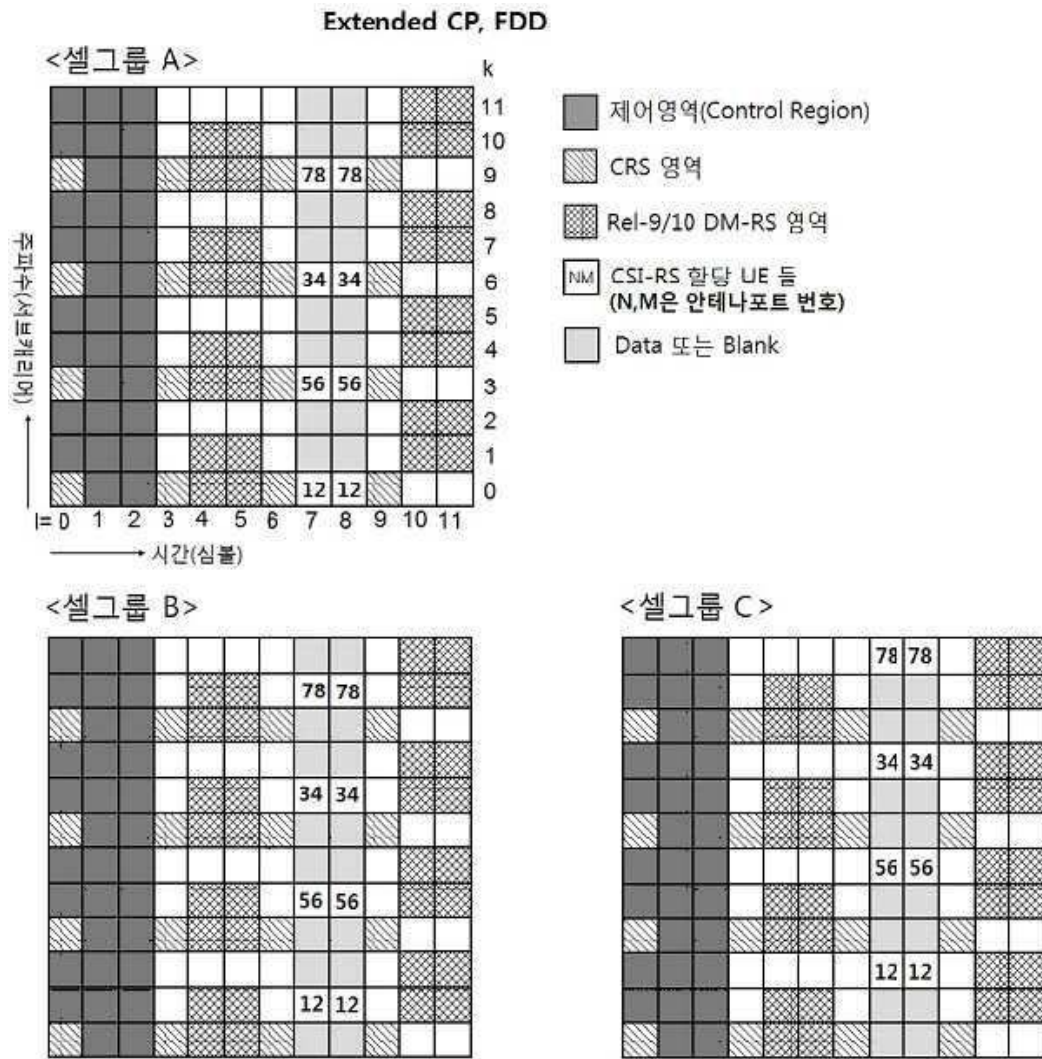 Extended CP, FDD
<셀그룹 A>
k
11
10
78 78 9
8
7
34 34 6
5
4
56 56 3
2
1
12 12 0
주파수(서브캐리어)
l= 0 1 2 3 4 5 6 7 8 9 10 11
시간(심볼)
제어영역(Control Region)
CRS 영역
Rel-9/10 DM-RS 영역
NM CSI-RS 할당 UE 들
(N,M은 안테나포트 번호)
Data 또는 Blank
<셀그룹 B>
78 78
34 34
56 56
12 12
<셀그룹 C>
78 78
34 34
56 56
12 12